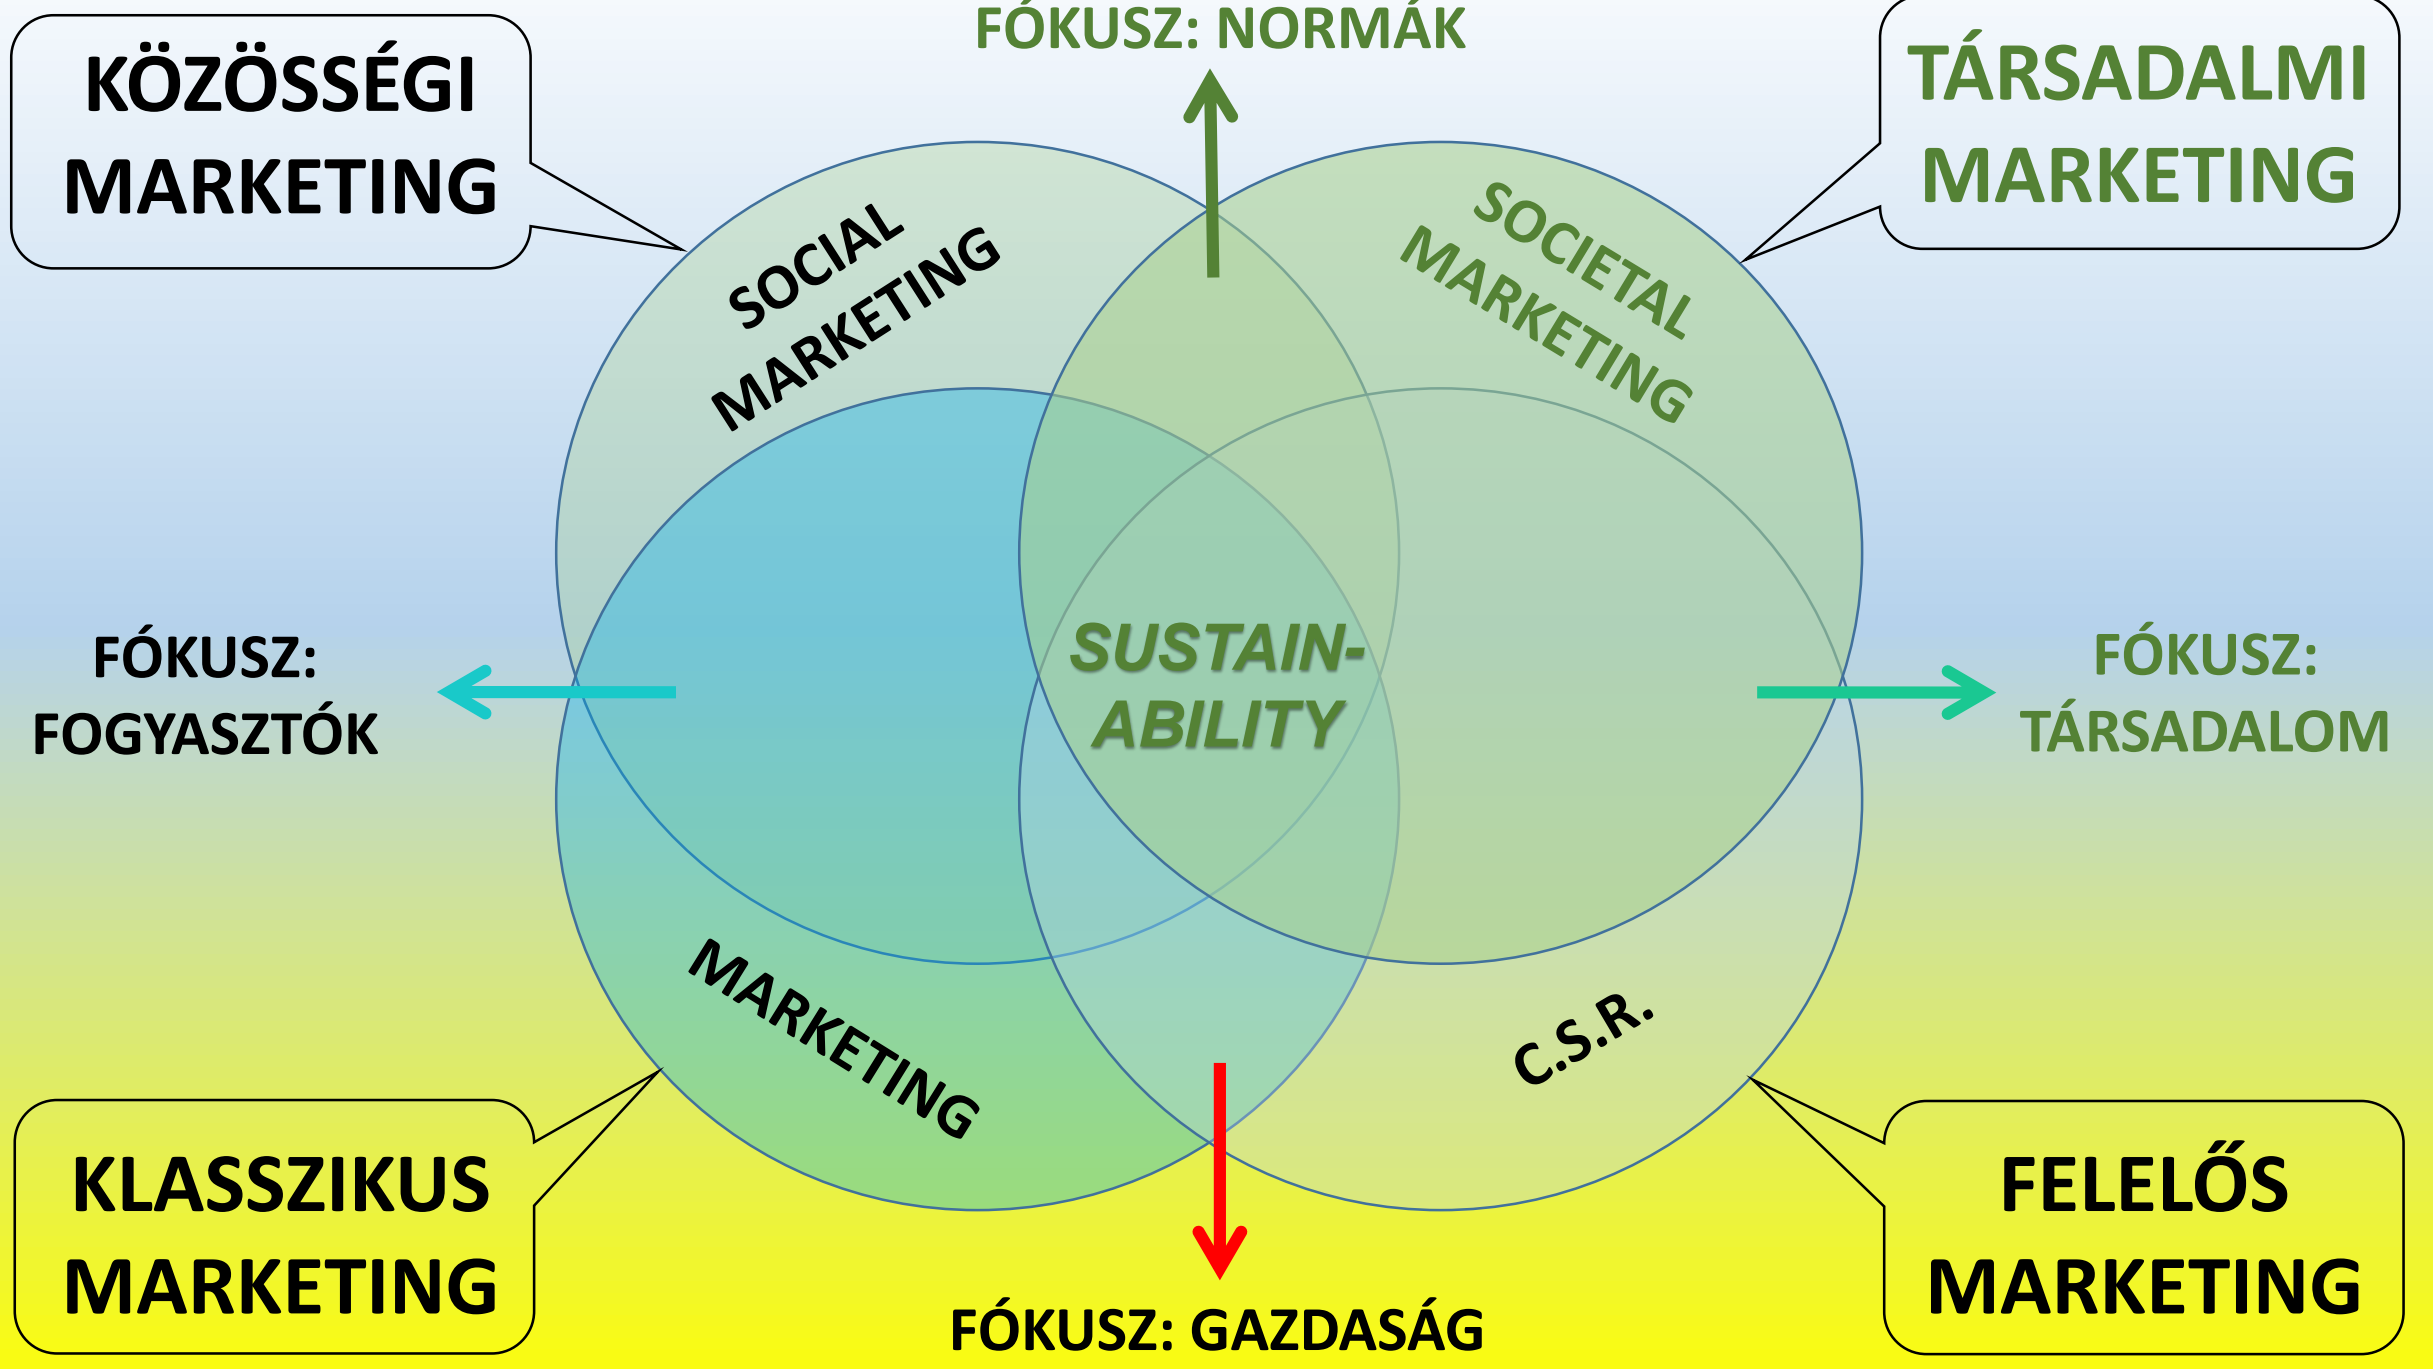 FÓKUSZ: NORMÁK
KÖZÖSSÉGI
MARKETING
TÁRSADALMI
MARKETING
SOCIAL
MARKETING
SOCIETAL
MARKETING
FÓKUSZ:
FOGYASZTÓK
SUSTAIN-
ABILITY
FÓKUSZ:
TÁRSADALOM
MARKETING
C.S.R.
KLASSZIKUS
MARKETING
FELELŐS
MARKETING
FÓKUSZ: GAZDASÁG